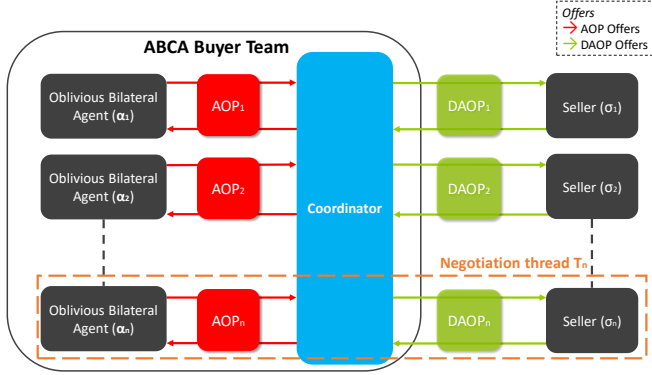 Offers
AOP Offers
DAOP Offers
ABCA Buyer Team
Oblivious Bilateral
Agent (α₁)
AOP₁
DAOP₁
Seller (σ₁)
Oblivious Bilateral
Agent (α₂)
AOP₂
DAOP₂
Seller (σ₂)
Coordinator
Negotiation thread Tₙ
Oblivious Bilateral
Agent (αₙ)
AOPₙ
DAOPₙ
Seller (σₙ)